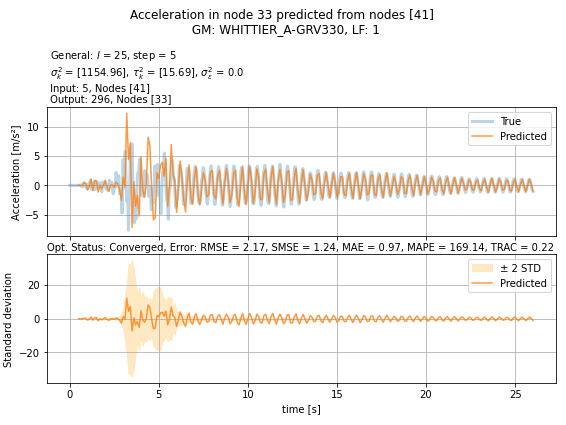 Acceleration in node 33 predicted from nodes [41]
GM: WHITTIER_A-GRV330, LF: 1
General: l = 25, step = 5
σ²ₖ = [1154.96], τ²ₖ = [15.69], σ²ε = 0.0
Input: 5, Nodes [41]
Output: 296, Nodes [33]
Acceleration [m/s²]
10
5
0
−5
True
Predicted
Opt. Status: Converged, Error: RMSE = 2.17, SMSE = 1.24, MAE = 0.97, MAPE = 169.14, TRAC = 0.22
Standard deviation
20
0
−20
± 2 STD
Predicted
0 5 10 15 20 25
time [s]